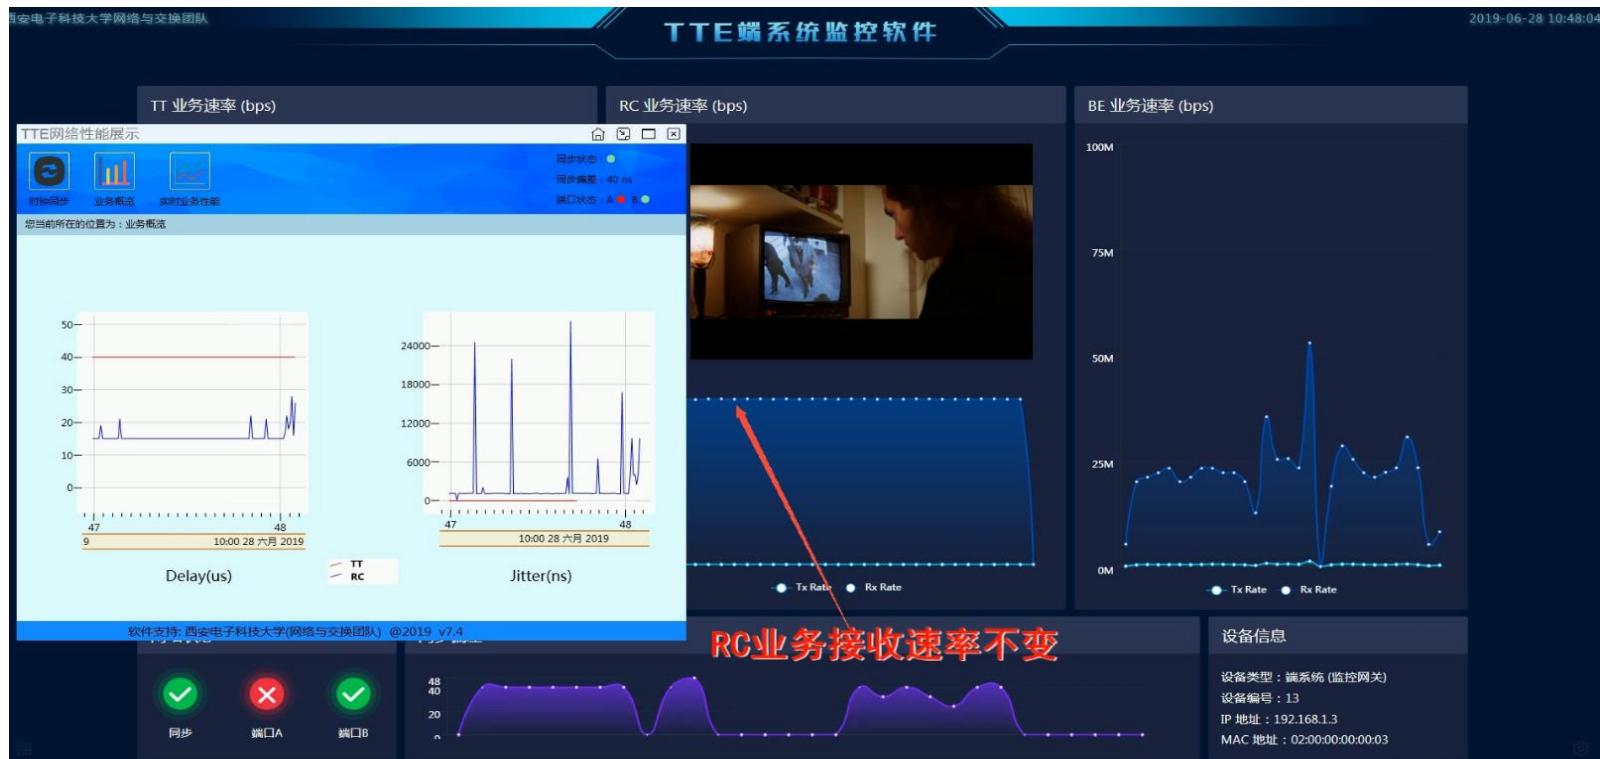 西安电子科技大学网络与交换团队
TTE端系统监控软件
2019-06-28 10:48:04
TT 业务速率 (bps)
RC 业务速率 (bps)
BE 业务速率 (bps)
TTE网络性能展示
同步状态：
同步偏差：40 ns
端口状态：A B
时钟同步
业务概览
实时业务性能
您当前所在的位置为：业务概览
50
40
30
20
10
0
47
48
9
10:00 28 六月 2019
Delay(us)
TT
RC
24000
18000
12000
6000
0
47
48
10:00 28 六月 2019
Jitter(ns)
软件支持: 西安电子科技大学(网络与交换团队) @2019 v7.4
Tx Rate
Rx Rate
RC业务接收速率不变
100M
75M
50M
25M
0M
Tx Rate
Rx Rate
同步
端口A
端口B
48
40
20
0
设备信息
设备类型：端系统 (监控网关)
设备编号：13
IP 地址：192.168.1.3
MAC 地址：02:00:00:00:00:03